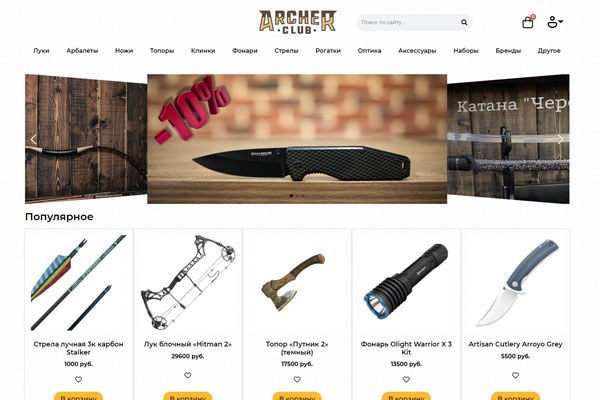 ARCHER
CLUB
Поиск по сайту...
0
Луки Арбалеты Ножи Топоры Клинки Фонари Стрелы Рогатки Оптика Аксессуары Наборы Бренды Другое
-10%
Катана "Чере
Популярное
Стрела лучная 3к карбон Stalker
1000 руб.
Лук блочный «Hitman 2»
29600 руб.
Топор «Путник 2» (темный)
17500 руб.
Фонарь Olight Warrior X 3 Kit
13500 руб.
Artisan Cutlery Arroyo Grey
5500 руб.
В корзину В корзину В корзину В корзину В корзину